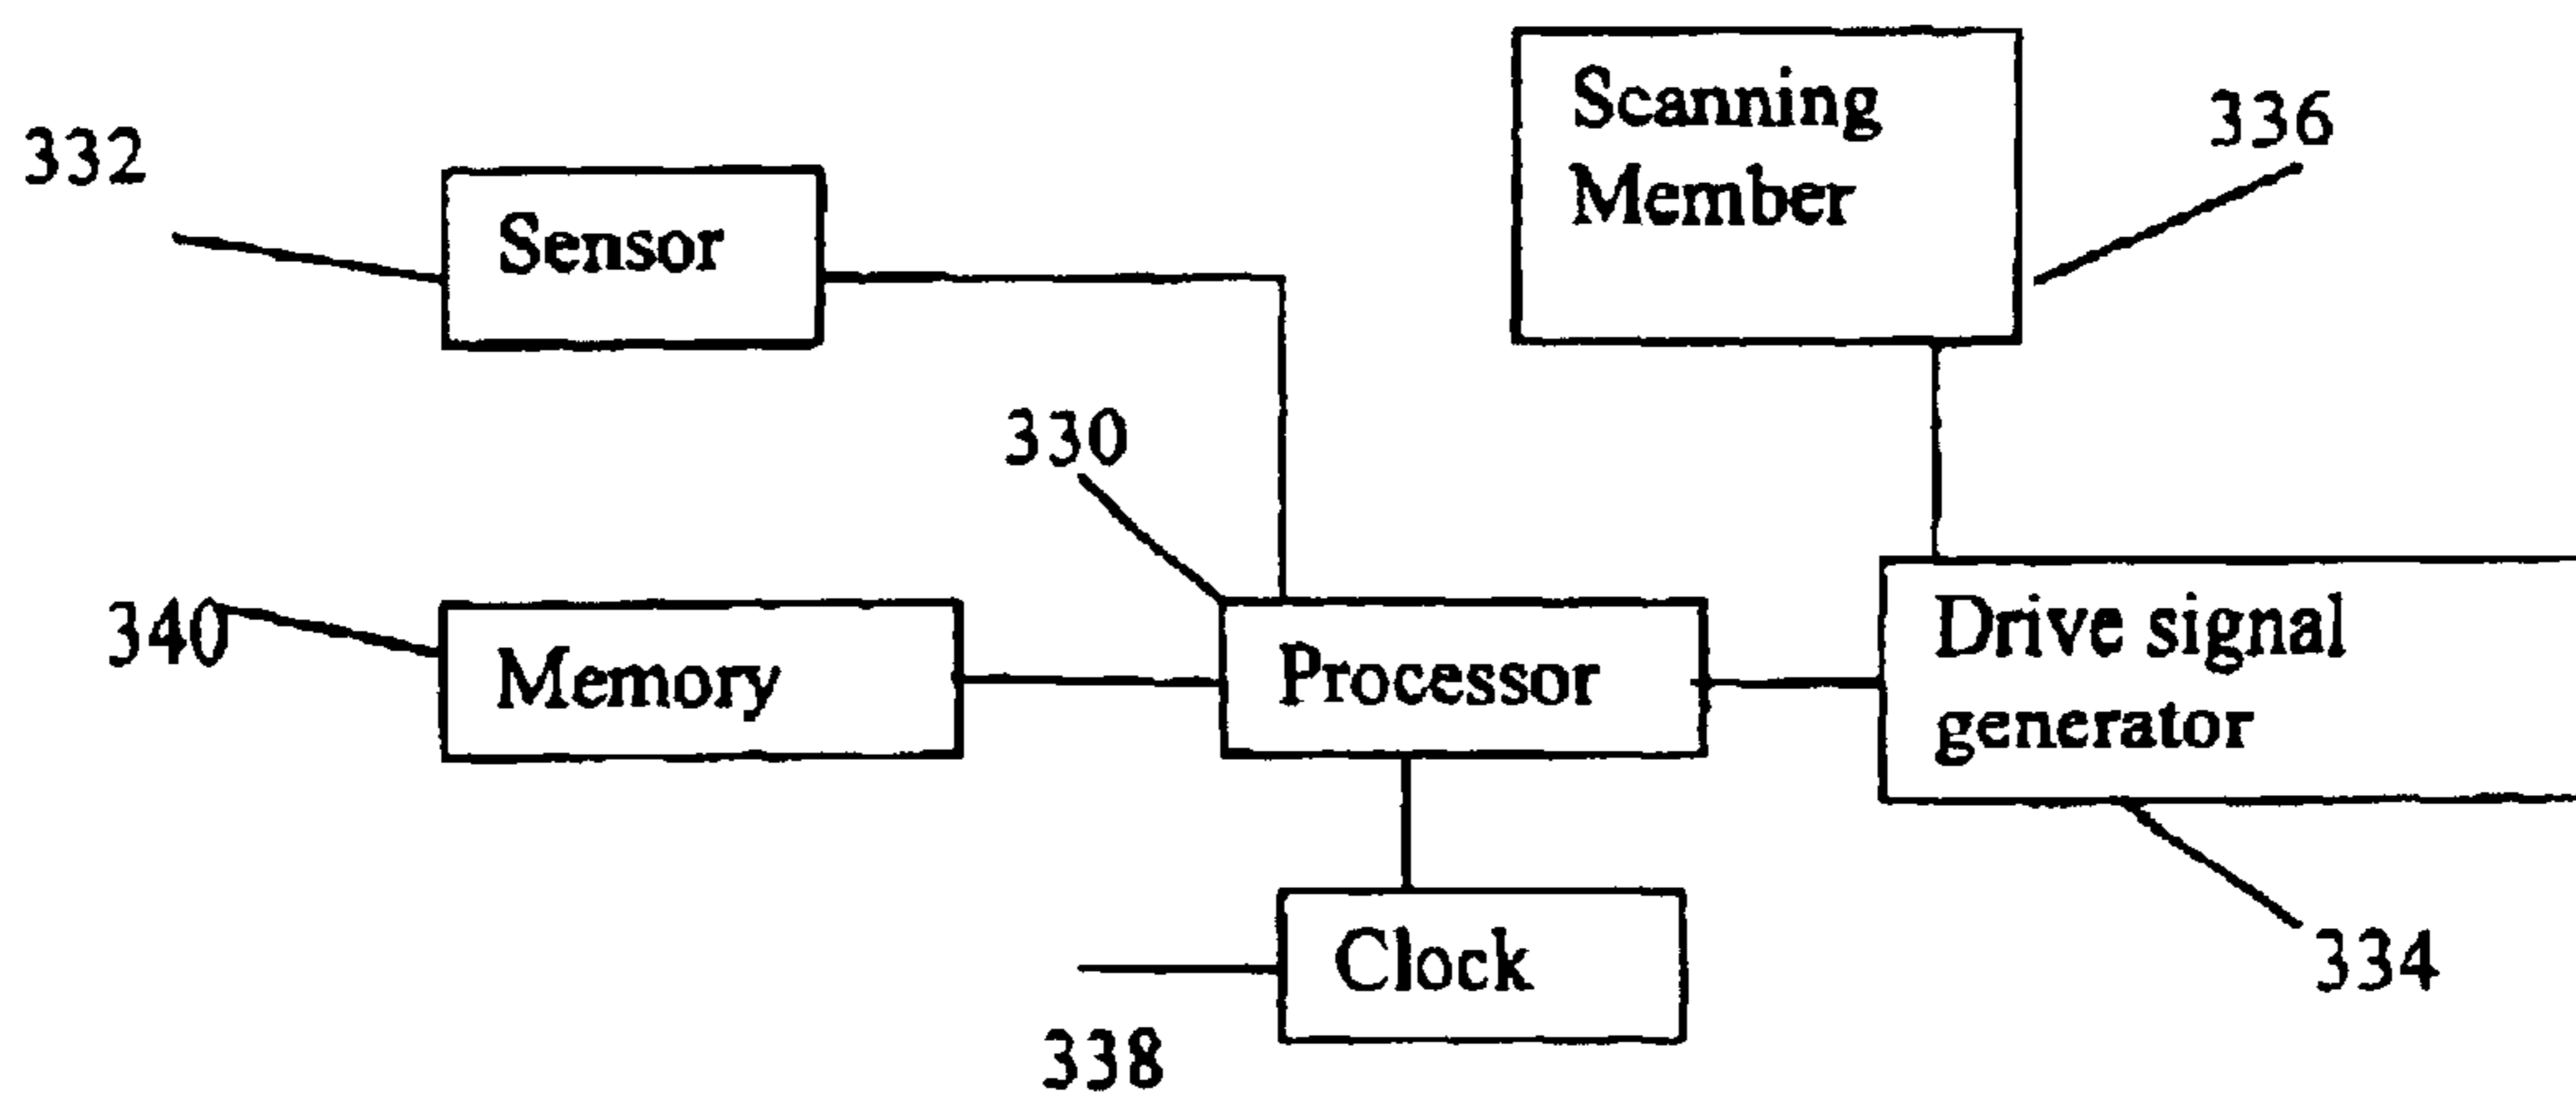 Scanning
Member
336
332
Sensor
330
340
Memory
Processor
Drive signal
generator
Clock
334
338